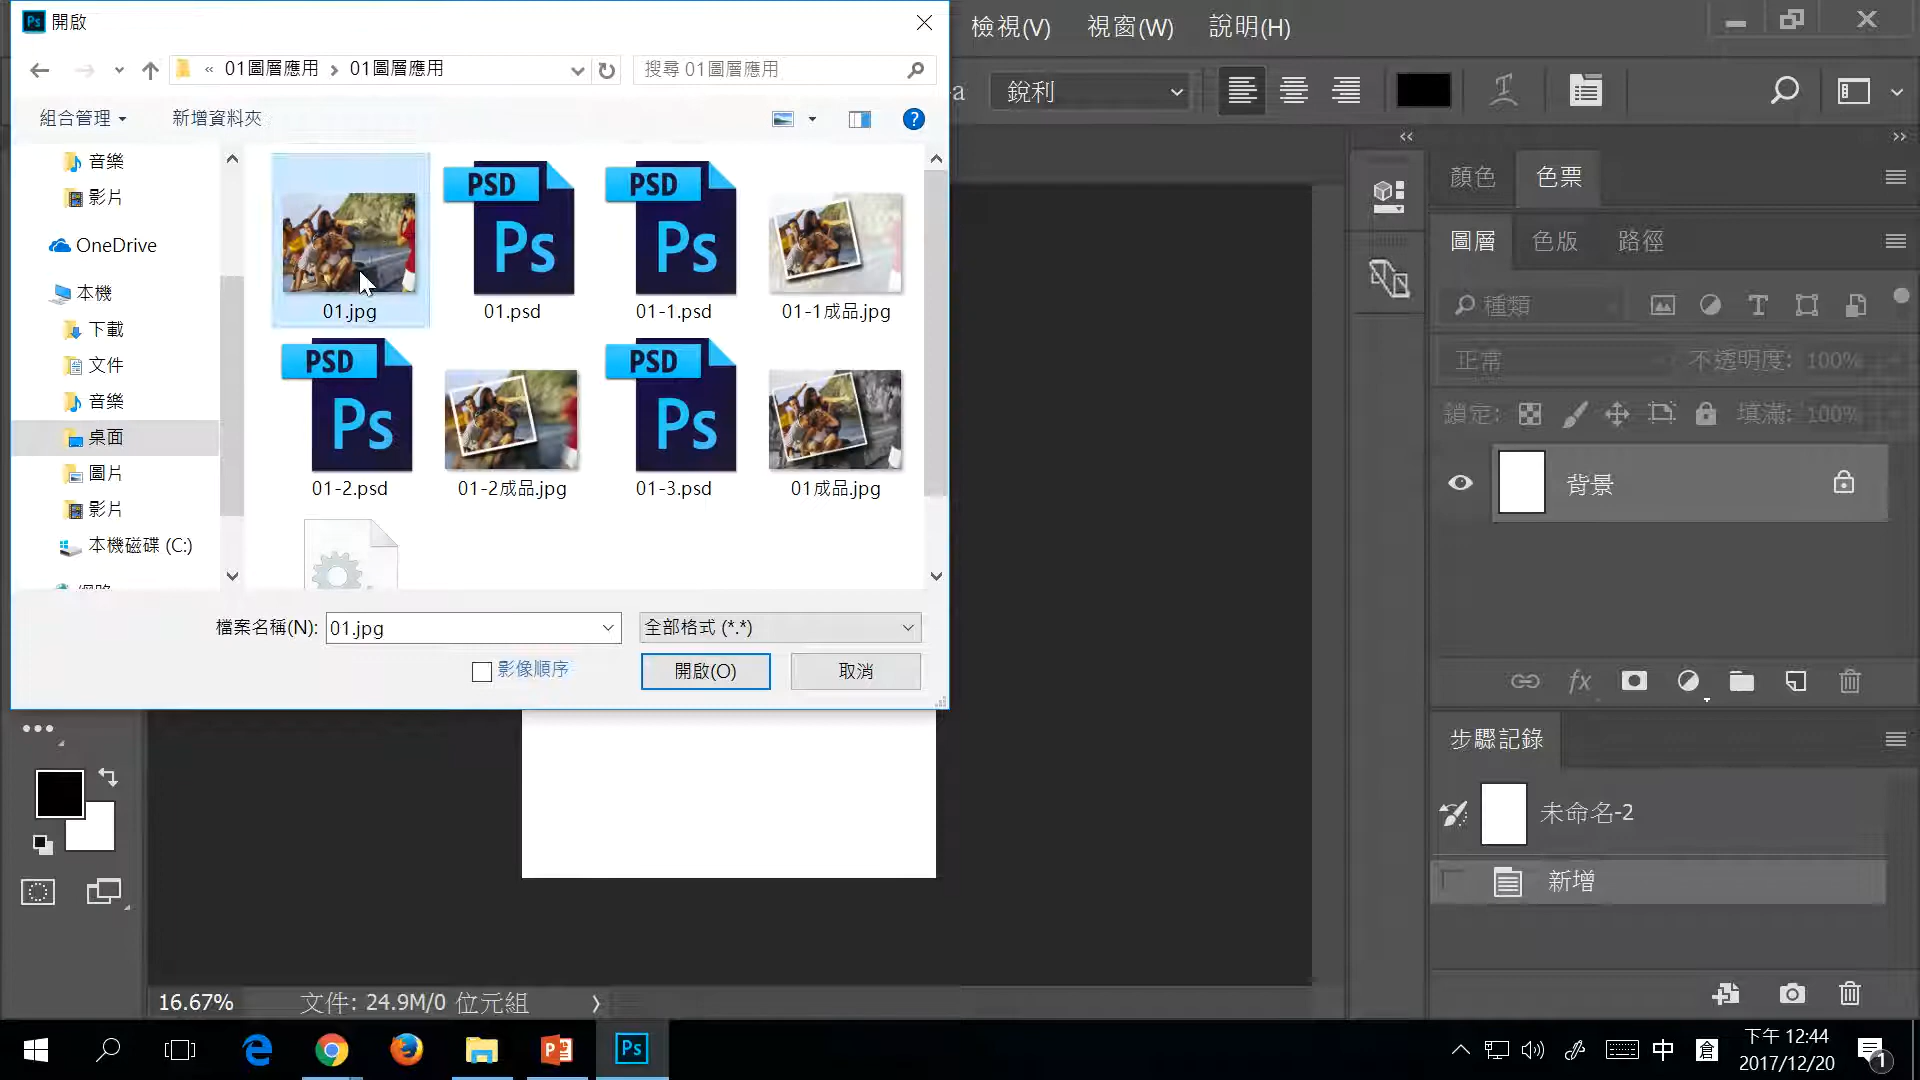 Ps 開啟
檢視(V) 視窗(W) 說明(H)
« 01圖層應用 › 01圖層應用
搜尋 01圖層應用
a 銳利
組合管理 新增資料夾
音樂
影片
OneDrive
本機
下載
文件
音樂
桌面
圖片
影片
本機磁碟 (C:)
PSD Ps
PSD Ps
01.jpg 01.psd 01-1.psd 01-1成品.jpg
PSD Ps
PSD Ps
01-2.psd 01-2成品.jpg 01-3.psd 01成品.jpg
檔案名稱(N): 01.jpg 全部格式 (*.*)
影像順序 開啟(O) 取消
顏色 色票
圖層 色版 路徑
種類
正常 不透明度: 100%
鎖定: 填滿: 100%
背景
fx
步驟記錄
未命名-2
新增
16.67% 文件: 24.9M/0 位元組
Ps 中 倉 下午 12:44
2017/12/20
1